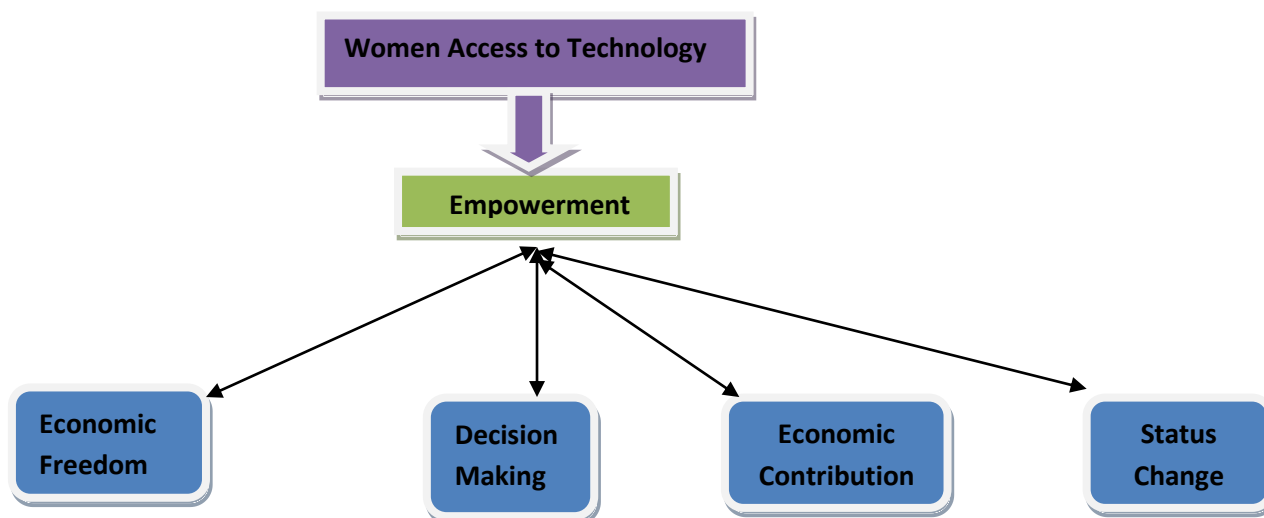 Women Access to Technology
Empowerment
Economic
Freedom
Decision
Making
Economic
Contribution
Status
Change